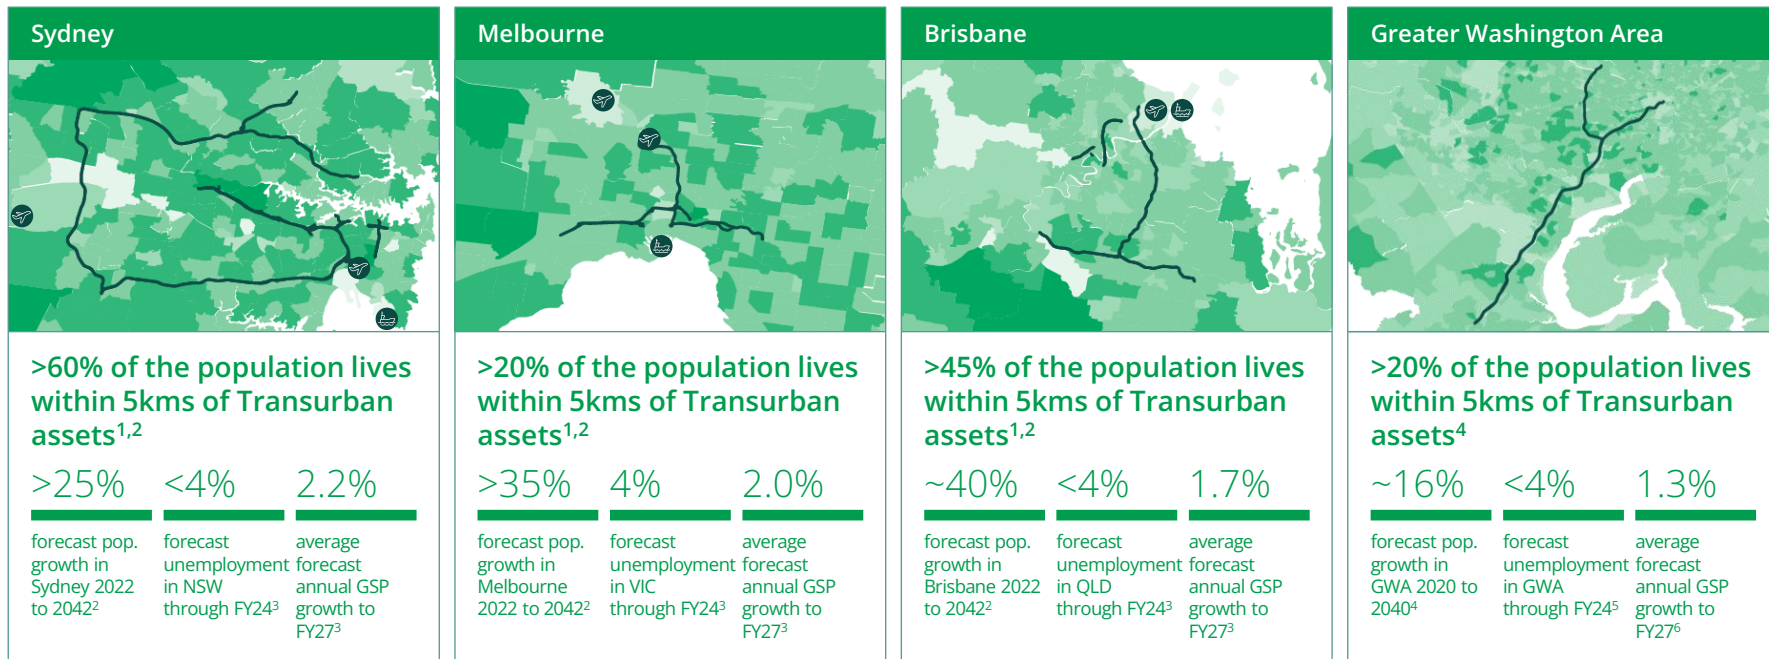 Sydney
>60% of the population lives
within 5kms of Transurban
assets1,2
>25%
forecast pop.
growth in
Sydney 2022
to 20422
<4%
forecast
unemployment
in NSW
through FY243
2.2%
average
forecast
annual GSP
growth to
FY273
Melbourne
>20% of the population lives
within 5kms of Transurban
assets1,2
>35%
forecast pop.
growth in
Melbourne
2022 to 20422
4%
forecast
unemployment
in VIC
through FY243
2.0%
average
forecast
annual GSP
growth to
FY273
Brisbane
>45% of the population lives
within 5kms of Transurban
assets1,2
~40%
forecast pop.
growth in
Brisbane 2022
to 20422
<4%
forecast
unemployment
in QLD
through FY243
1.7%
average
forecast
annual GSP
growth to
FY273
Greater Washington Area
>20% of the population lives
within 5kms of Transurban
assets4
~16%
forecast pop.
growth in
GWA 2020 to
20404
<4%
forecast
unemployment
in GWA
through FY245
1.3%
average
forecast
annual GSP
growth to
FY276